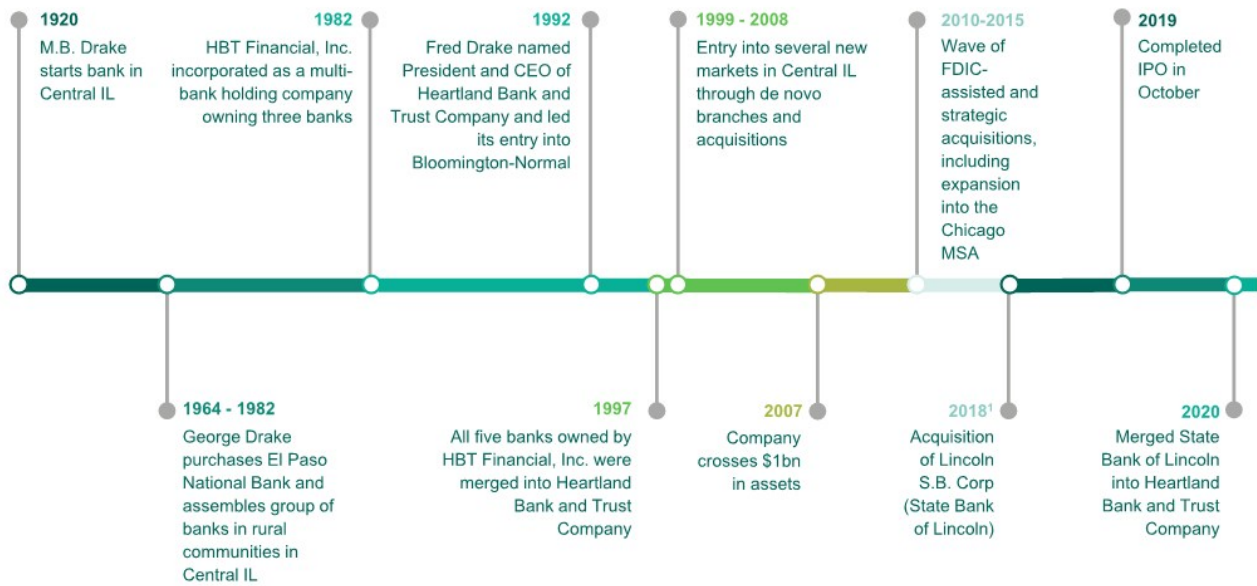 1920
M.B. Drake
starts bank in
Central IL
1982
HBT Financial, Inc.
incorporated as a multi-
bank holding company
owning three banks
1992
Fred Drake named
President and CEO of
Heartland Bank and
Trust Company and led
its entry into
Bloomington-Normal
1999 - 2008
Entry into several new
markets in Central IL
through de novo
branches and
acquisitions
2010-2015
Wave of
FDIC-
assisted and
strategic
acquisitions,
including
expansion
into the
Chicago
MSA
2019
Completed
IPO in
October
1964 - 1982
George Drake
purchases El Paso
National Bank and
assembles group of
banks in rural
communities in
Central IL
1997
All five banks owned by
HBT Financial, Inc. were
merged into Heartland
Bank and Trust
Company
2007
Company
crosses $1bn
in assets
2018¹
Acquisition
of Lincoln
S.B. Corp
(State Bank
of Lincoln)
2020
Merged State
Bank of Lincoln
into Heartland
Bank and Trust
Company